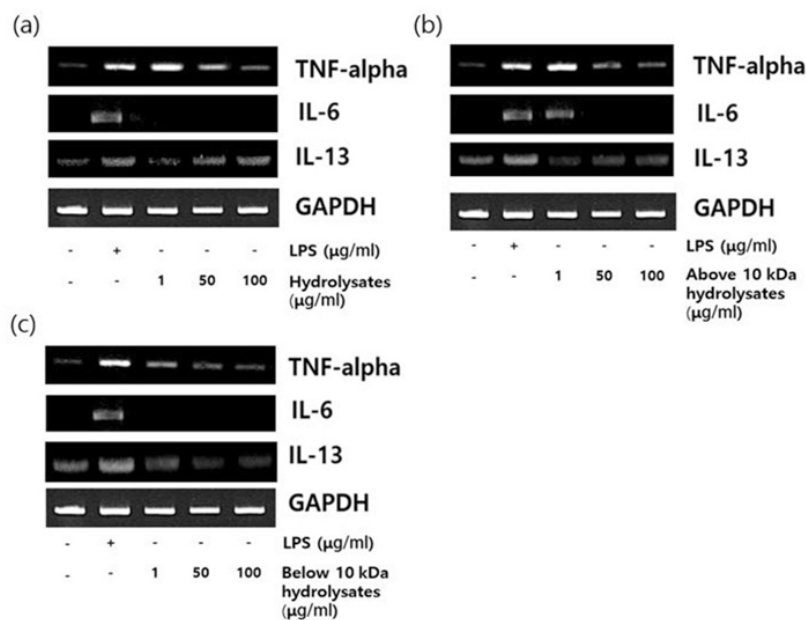 (a)
TNF-alpha
IL-6
IL-13
GAPDH
- + - - - LPS (μg/ml)
- - 1 50 100 Hydrolysates
(μg/ml)
(b)
TNF-alpha
IL-6
IL-13
GAPDH
- + - - - LPS (μg/ml)
- - 1 50 100 Above 10 kDa
hydrolysates
(μg/ml)
(c)
TNF-alpha
IL-6
IL-13
GAPDH
- + - - - LPS (μg/ml)
- - 1 50 100 Below 10 kDa
hydrolysates
(μg/ml)